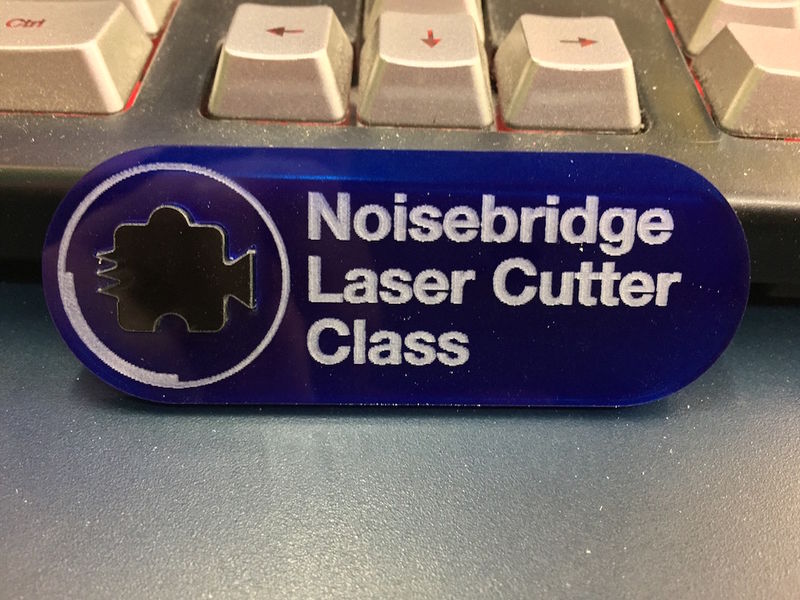 Ctrl
← ↓ →
Noisebridge
Laser Cutter
Class